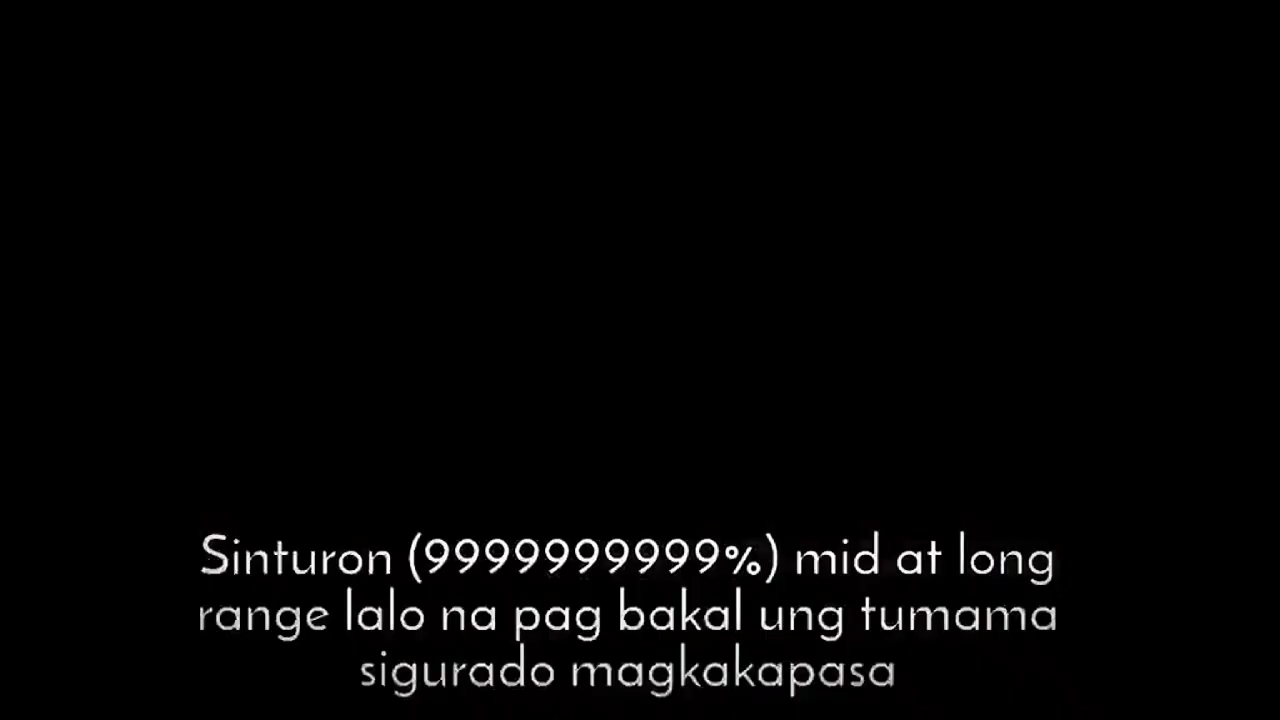 Sinturon (9999999999%) mid at long
range lalo na pag bakal ung tumama
sigurado magkakapasa